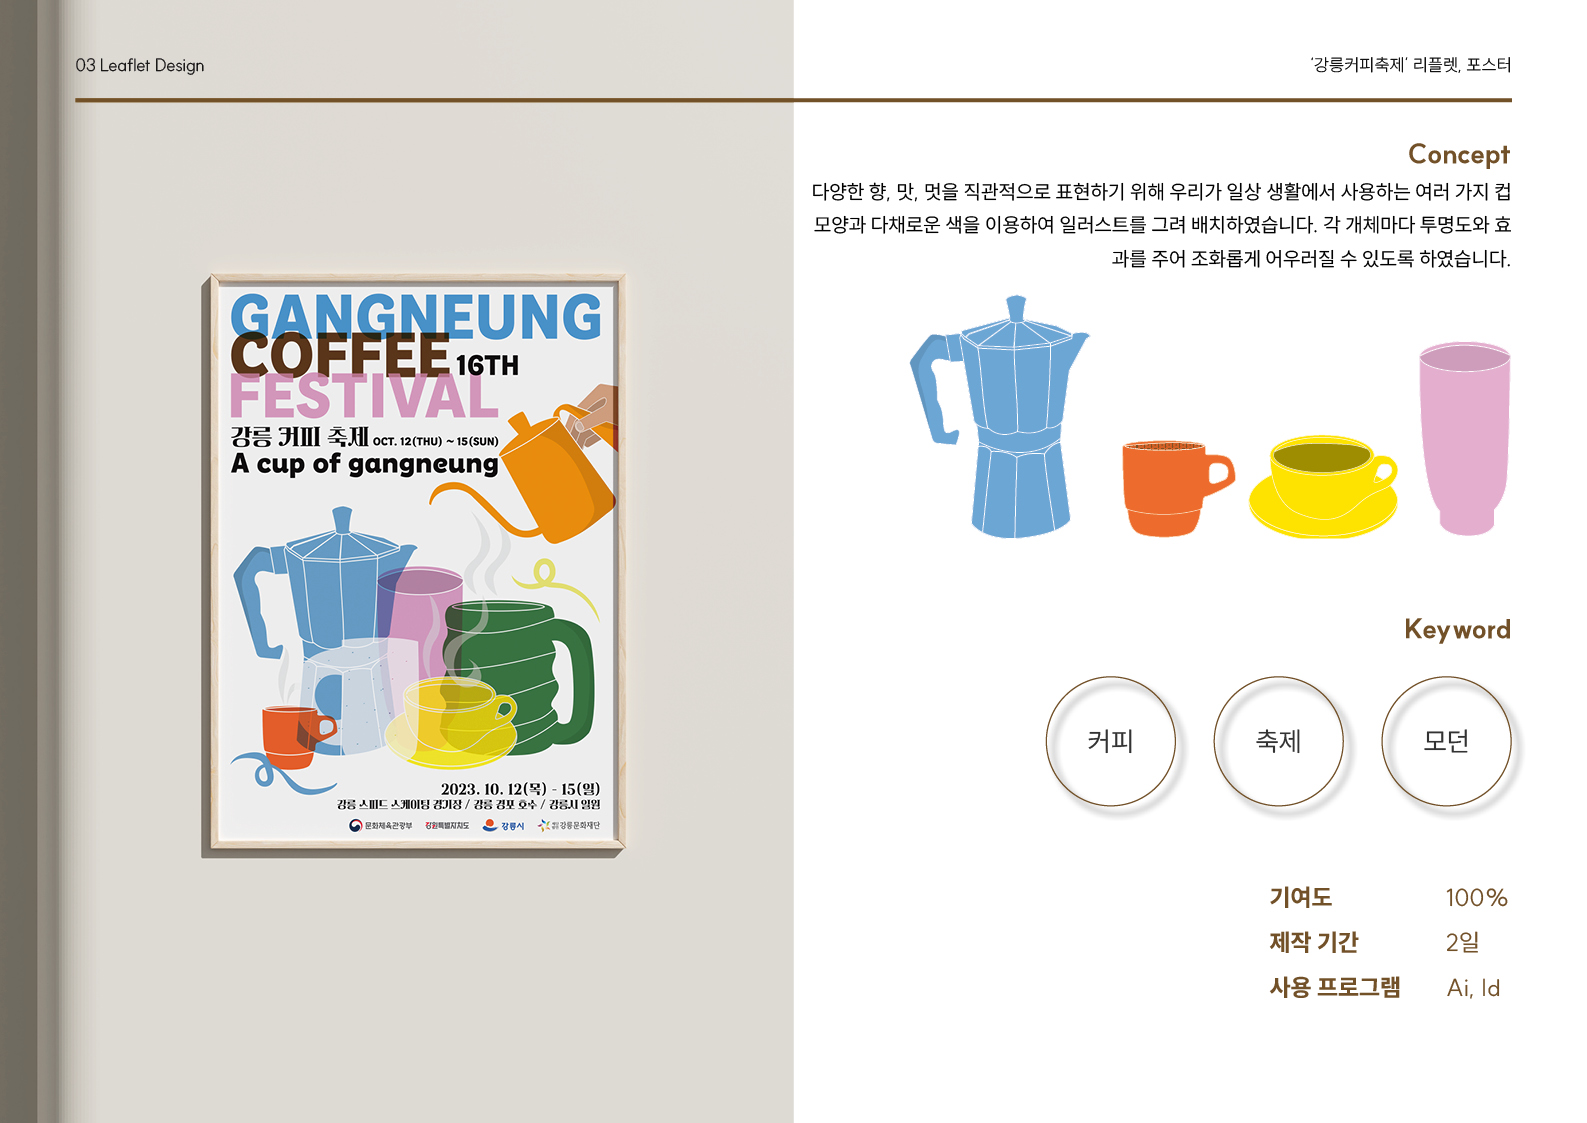 03 Leaflet Design
'강릉커피축제' 리플렛, 포스터
GANGNEUNG
COFFEE 16TH
FESTIVAL
강릉 커피 축제 OCT. 12(THU) ~ 15(SUN)
A cup of gangneung
2023. 10. 12(목) - 15(일)
강릉 스피드 스케이팅 경기장 / 강릉 경포 호수 / 강릉시 일원
문화체육관광부 강원특별자치도 강릉시 강릉문화재단
Concept
다양한 향, 맛, 멋을 직관적으로 표현하기 위해 우리가 일상 생활에서 사용하는 여러 가지 컵
모양과 다채로운 색을 이용하여 일러스트를 그려 배치하였습니다. 각 개체마다 투명도와 효
과를 주어 조화롭게 어우러질 수 있도록 하였습니다.
Keyword
커피 축제 모던
기여도 100%
제작 기간 2일
사용 프로그램 Ai, Id